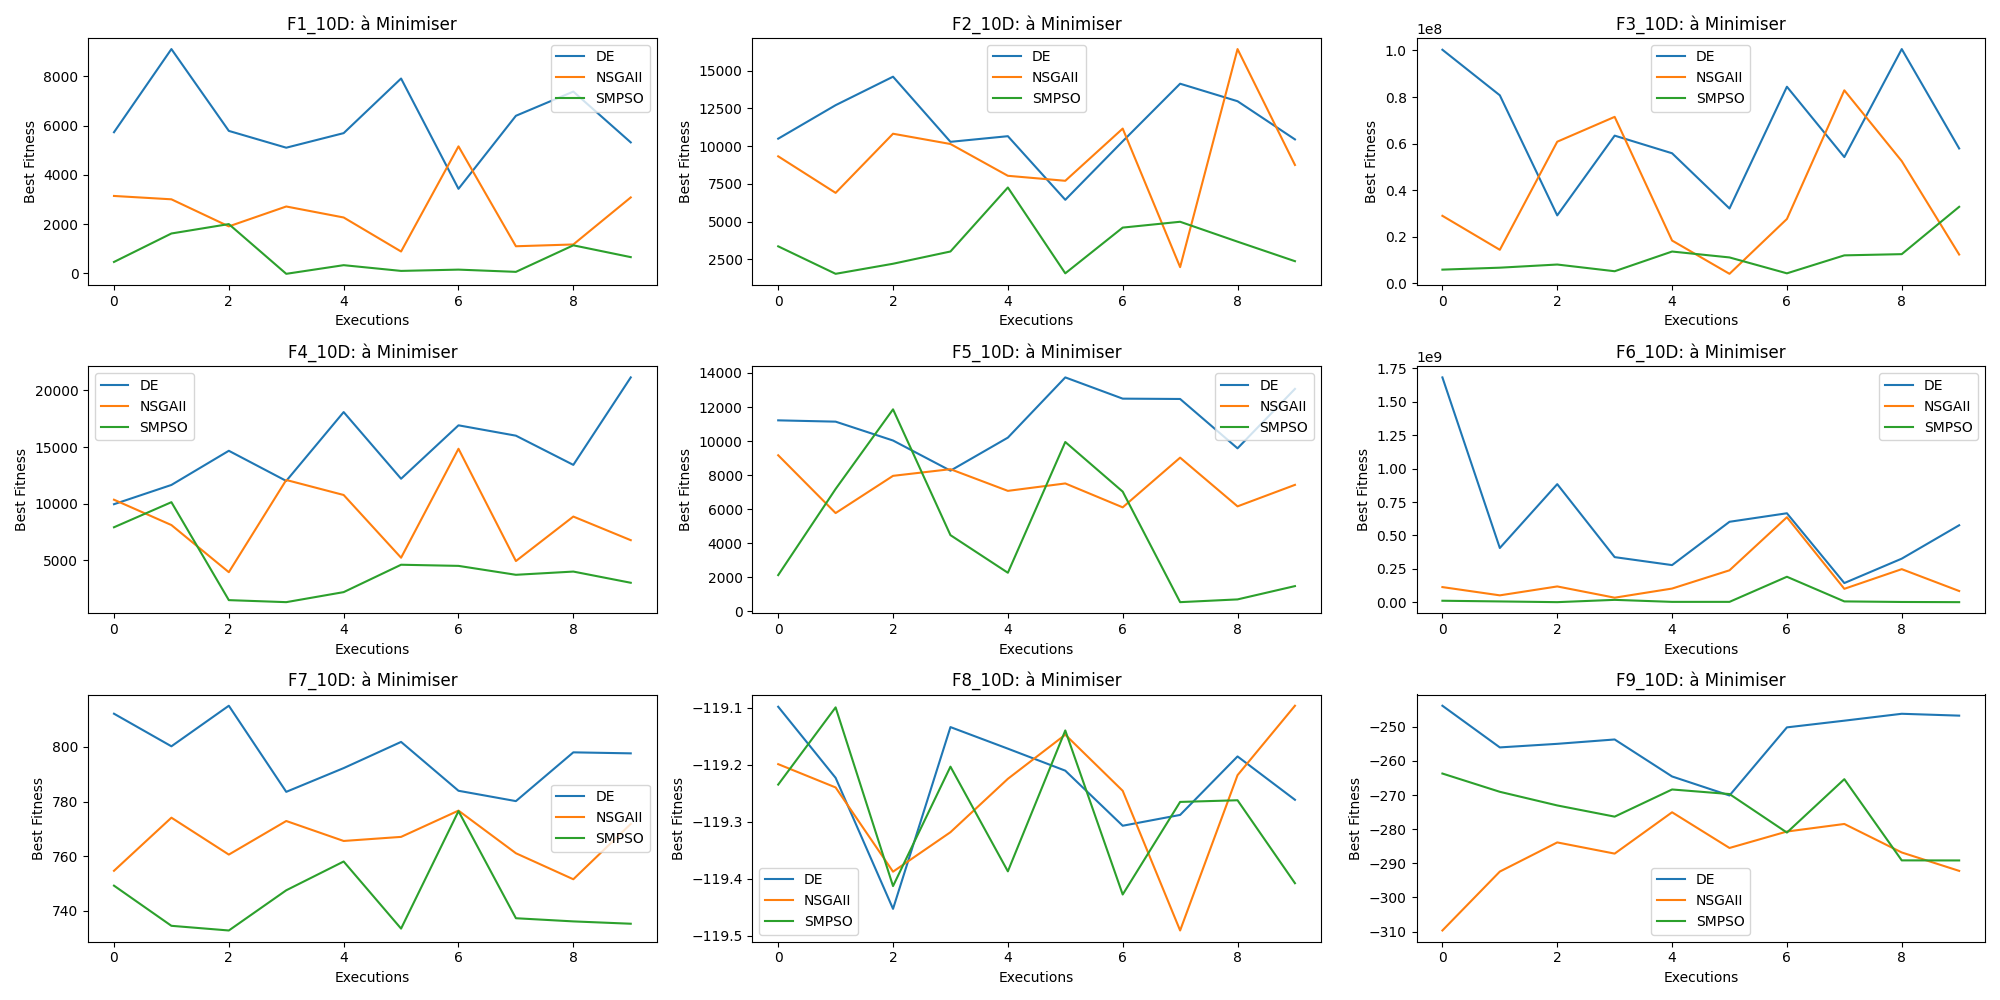 F1_10D: à Minimiser
Best Fitness
8000
6000
4000
2000
0
DE
NSGAII
SMPSO
0 2 4 6 8
Executions
F2_10D: à Minimiser
Best Fitness
15000
12500
10000
7500
5000
2500
DE
NSGAII
SMPSO
0 2 4 6 8
Executions
F3_10D: à Minimiser
1e8
Best Fitness
1.0
0.8
0.6
0.4
0.2
0.0
DE
NSGAII
SMPSO
0 2 4 6 8
Executions
F4_10D: à Minimiser
Best Fitness
20000
15000
10000
5000
DE
NSGAII
SMPSO
0 2 4 6 8
Executions
F5_10D: à Minimiser
Best Fitness
14000
12000
10000
8000
6000
4000
2000
0
DE
NSGAII
SMPSO
0 2 4 6 8
Executions
F6_10D: à Minimiser
1e9
Best Fitness
1.75
1.50
1.25
1.00
0.75
0.50
0.25
0.00
DE
NSGAII
SMPSO
0 2 4 6 8
Executions
F7_10D: à Minimiser
Best Fitness
800
780
760
740
DE
NSGAII
SMPSO
0 2 4 6 8
Executions
F8_10D: à Minimiser
Best Fitness
−119.1
−119.2
−119.3
−119.4
−119.5
DE
NSGAII
SMPSO
0 2 4 6 8
Executions
F9_10D: à Minimiser
Best Fitness
−250
−260
−270
−280
−290
−300
−310
DE
NSGAII
SMPSO
0 2 4 6 8
Executions